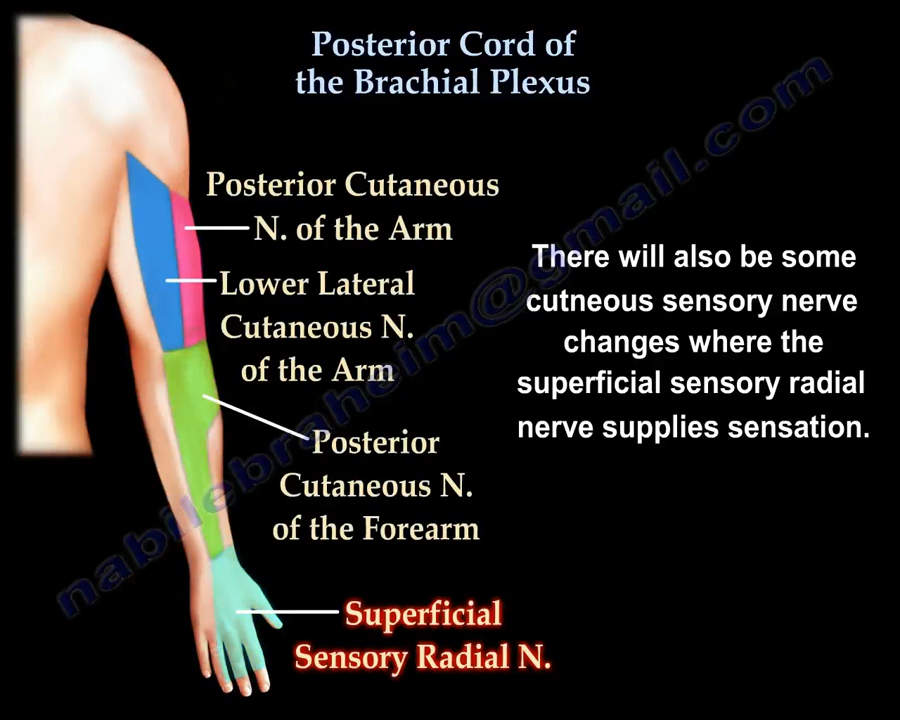 Posterior Cord of
the Brachial Plexus
Posterior Cutaneous
N. of the Arm
Lower Lateral
Cutaneous N.
of the Arm
Posterior
Cutaneous N.
of the Forearm
Superficial
Sensory Radial N.
There will also be some
cutneous sensory nerve
changes where the
superficial sensory radial
nerve supplies sensation.
nabilebraheim@gmail.com